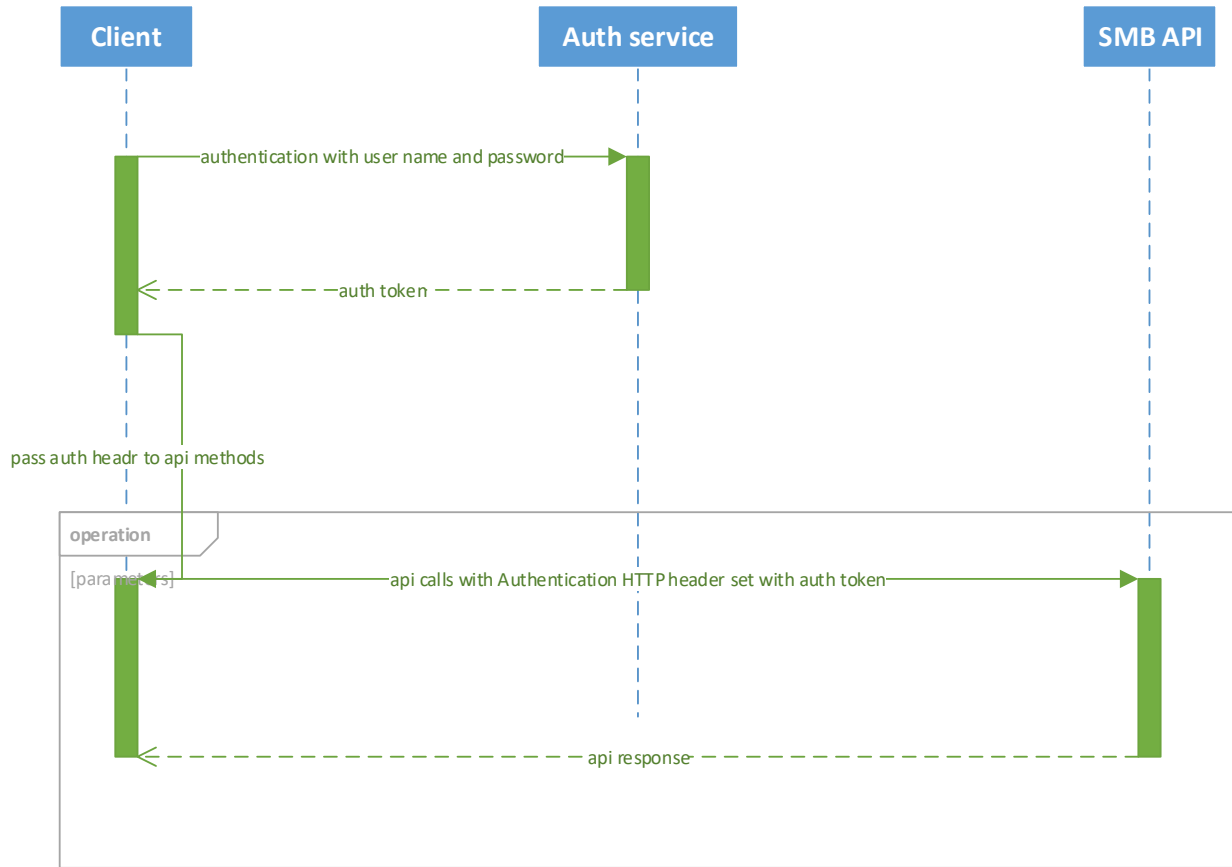 Client
Auth service
SMB API
authentication with user name and password
auth token
pass auth headr to api methods
operation
[parameters]
api calls with Authentication HTTP header set with auth token
api response